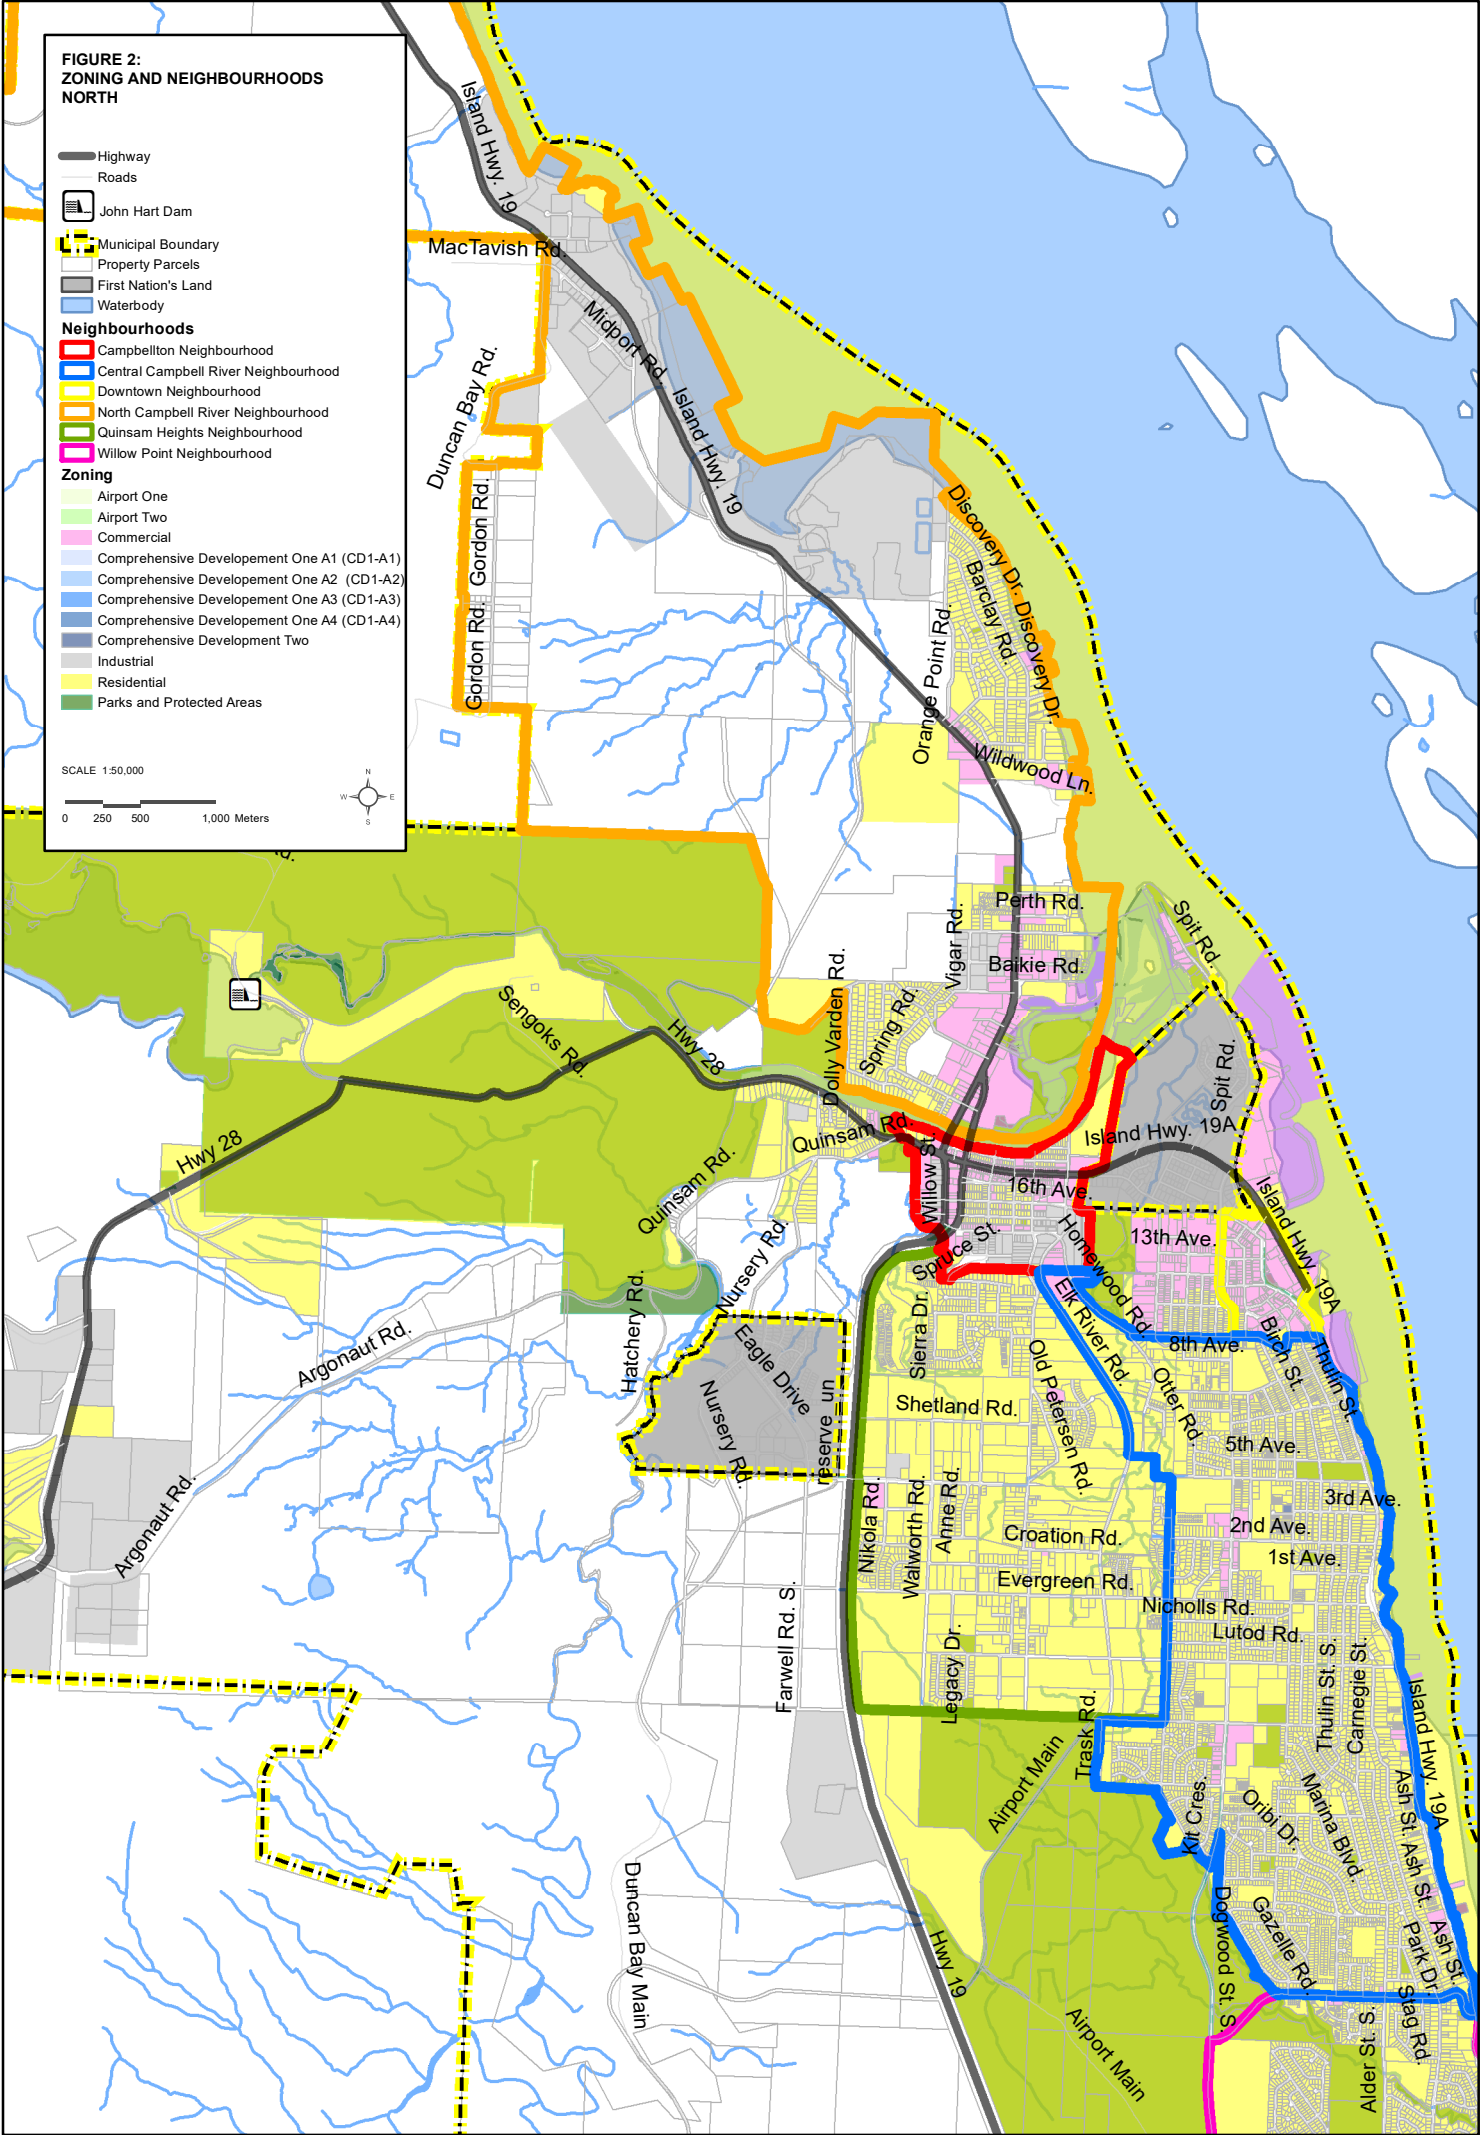 FIGURE 2:
ZONING AND NEIGHBOURHOODS
NORTH
Highway
Roads
John Hart Dam
Municipal Boundary
Property Parcels
First Nation's Land
Waterbody
Neighbourhoods
Campbellton Neighbourhood
Central Campbell River Neighbourhood
Downtown Neighbourhood
North Campbell River Neighbourhood
Quinsam Heights Neighbourhood
Willow Point Neighbourhood
Zoning
Airport One
Airport Two
Commercial
Comprehensive Developement One A1 (CD1-A1)
Comprehensive Developement One A2 (CD1-A2)
Comprehensive Developement One A3 (CD1-A3)
Comprehensive Developement One A4 (CD1-A4)
Comprehensive Development Two
Industrial
Residential
Parks and Protected Areas
SCALE 1:50,000
0 250 500 1,000 Meters
N
W E
S
Island Hwy. 19
MacTavish Rd.
Midport Rd.
Duncan Bay Rd.
Island Hwy. 19
Gordon Rd.
Gordon Rd.
Discovery Dr.
Barclay Rd.
Discovery Dr.
Orange Point Rd.
Wildwood Ln.
Perth Rd.
Spit Rd.
Vigar Rd.
Baikie Rd.
Dolly Varden Rd.
Spring Rd.
Sengoks Rd.
Hwy 28
Spit Rd.
Quinsam Rd.
Island Hwy. 19A
Hwy 28
Quinsam Rd.
Willow St.
16th Ave.
Island Hwy. 19A
13th Ave.
Homewood Rd.
Nursery Rd.
Spruce St.
Hatchery Rd.
Elk River Rd.
Argonaut Rd.
Eagle Drive
Sierra Dr.
8th Ave.
Birch St.
Thulin St.
Old Petersen Rd.
Otter Rd.
Shetland Rd.
Nursery Rd.
reserve un
5th Ave.
Argonaut Rd.
Nikola Rd.
Walworth Rd.
Anne Rd.
3rd Ave.
2nd Ave.
Croation Rd.
1st Ave.
Evergreen Rd.
Nicholls Rd.
Lutod Rd.
Farwell Rd. S.
Legacy Dr.
Thulin St. S.
Carnegie St.
Island Hwy. 19A
Trask Rd.
Airport Main
Kit Cres.
Oribi Dr.
Marina Blvd.
Ash St.
Ash St.
Duncan Bay Main
Dogwood St. S.
Gazelle Rd.
Park Dr.
Ash St.
Hwy 19
Stag Rd.
Airport Main
Alder St. S.